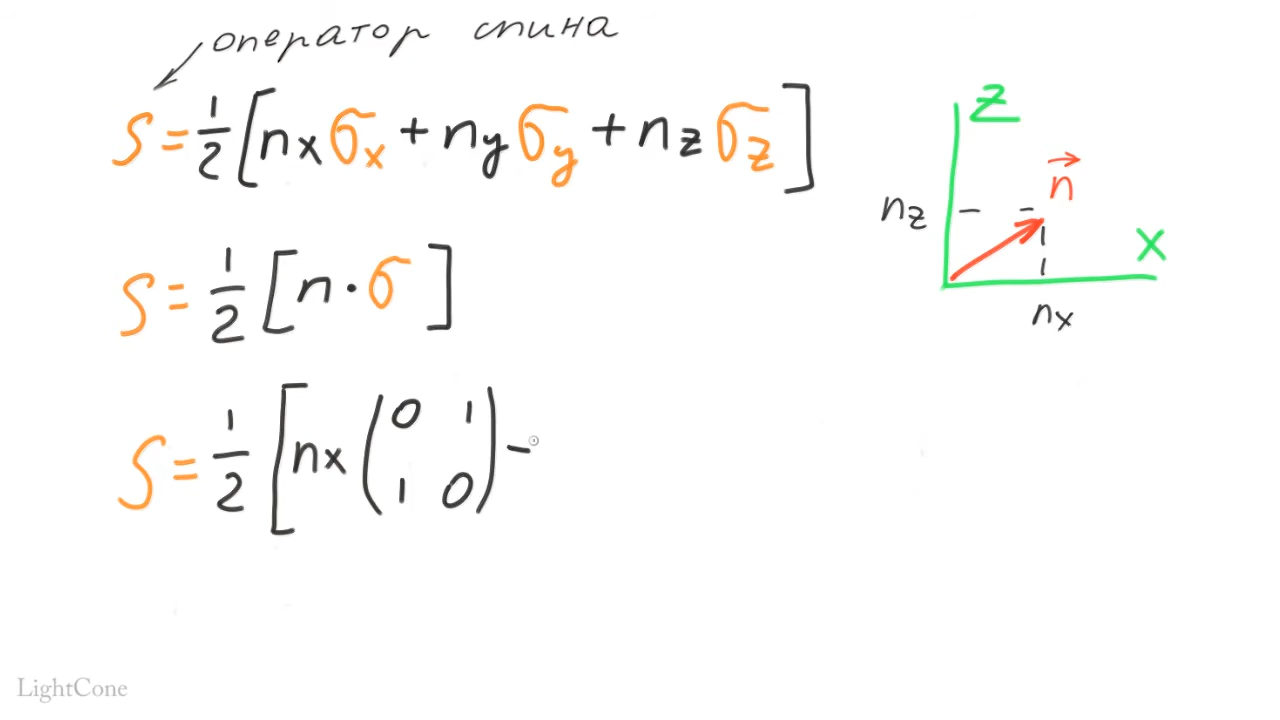 оператор спина
S = 1/2 [nx σx + ny σy + nz σz]
S = 1/2 [n · σ]
S = 1/2 [nx (0 1
1 0) -
z
n
nz
x
nx
LightCone